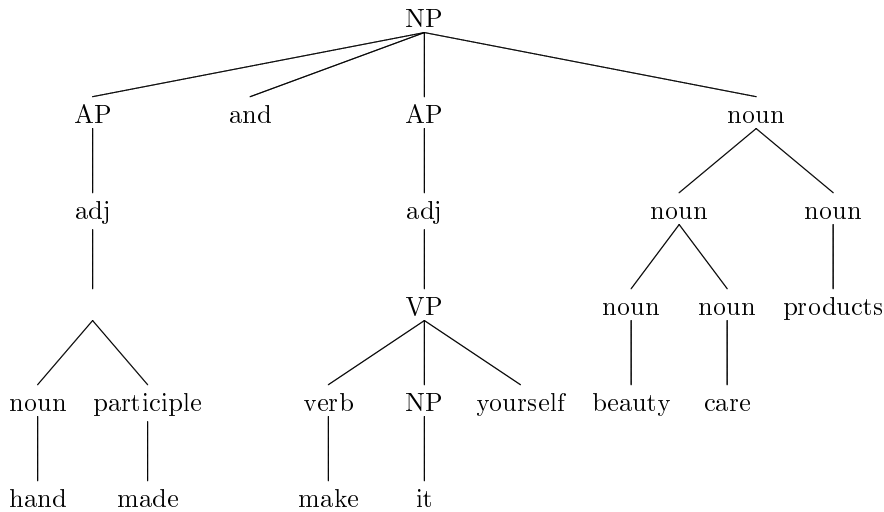 NP
AP and AP noun
adj adj noun noun
VP noun noun products
noun participle verb NP yourself beauty care
hand made make it